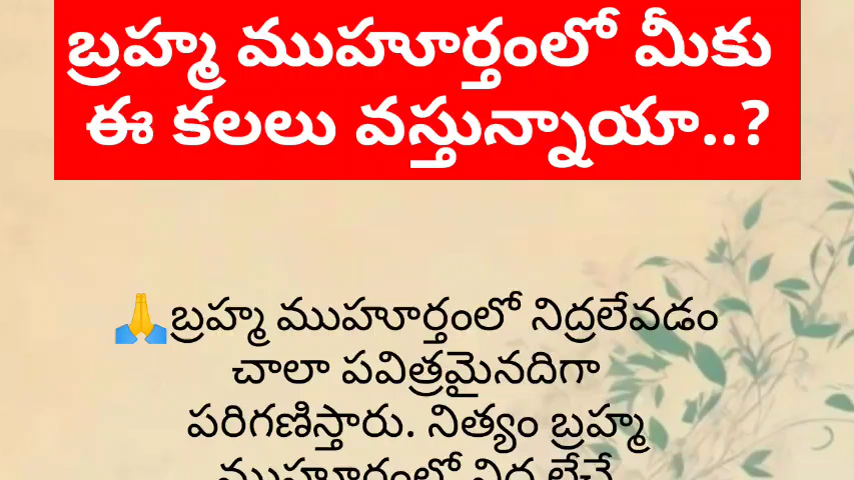 బ్రహ్మ ముహూర్తంలో మీకు
ఈ కలలు వస్తున్నాయా..?
🙏బ్రహ్మ ముహూర్తంలో నిద్రలేవడం
చాలా పవిత్రమైనదిగా
పరిగణిస్తారు. నిత్యం బ్రహ్మ
ముహూర్తంలో నిద్ర లేచే